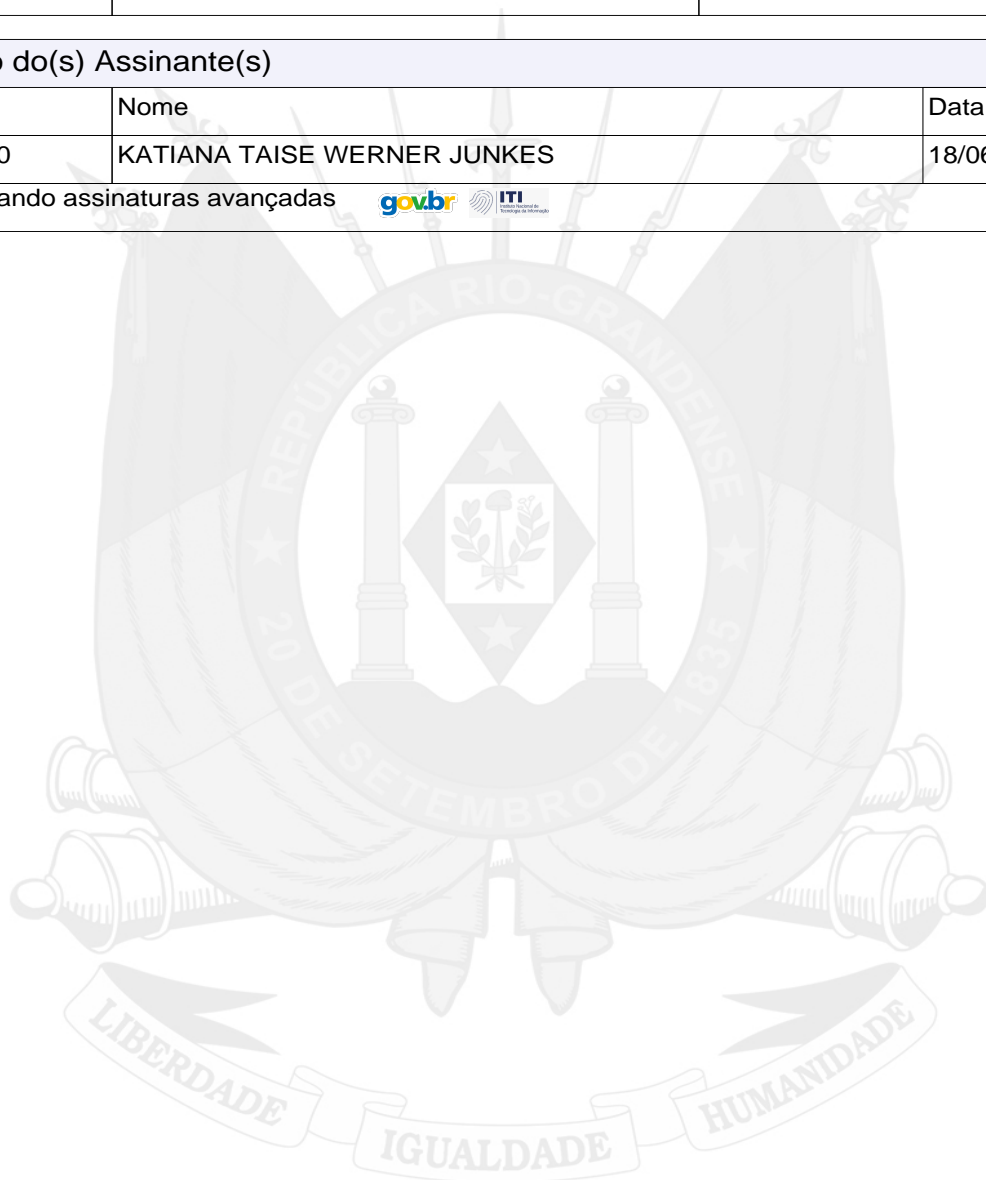 o do(s) Assinante(s)
Nome Data
0 KATIANA TAISE WERNER JUNKES 18/06
ando assinaturas avançadas gov.br ITI
REPÚBLICA RIO-GRANDENSE
20 DE SETEMBRO DE 1835
LIBERDADE IGUALDADE HUMANIDADE